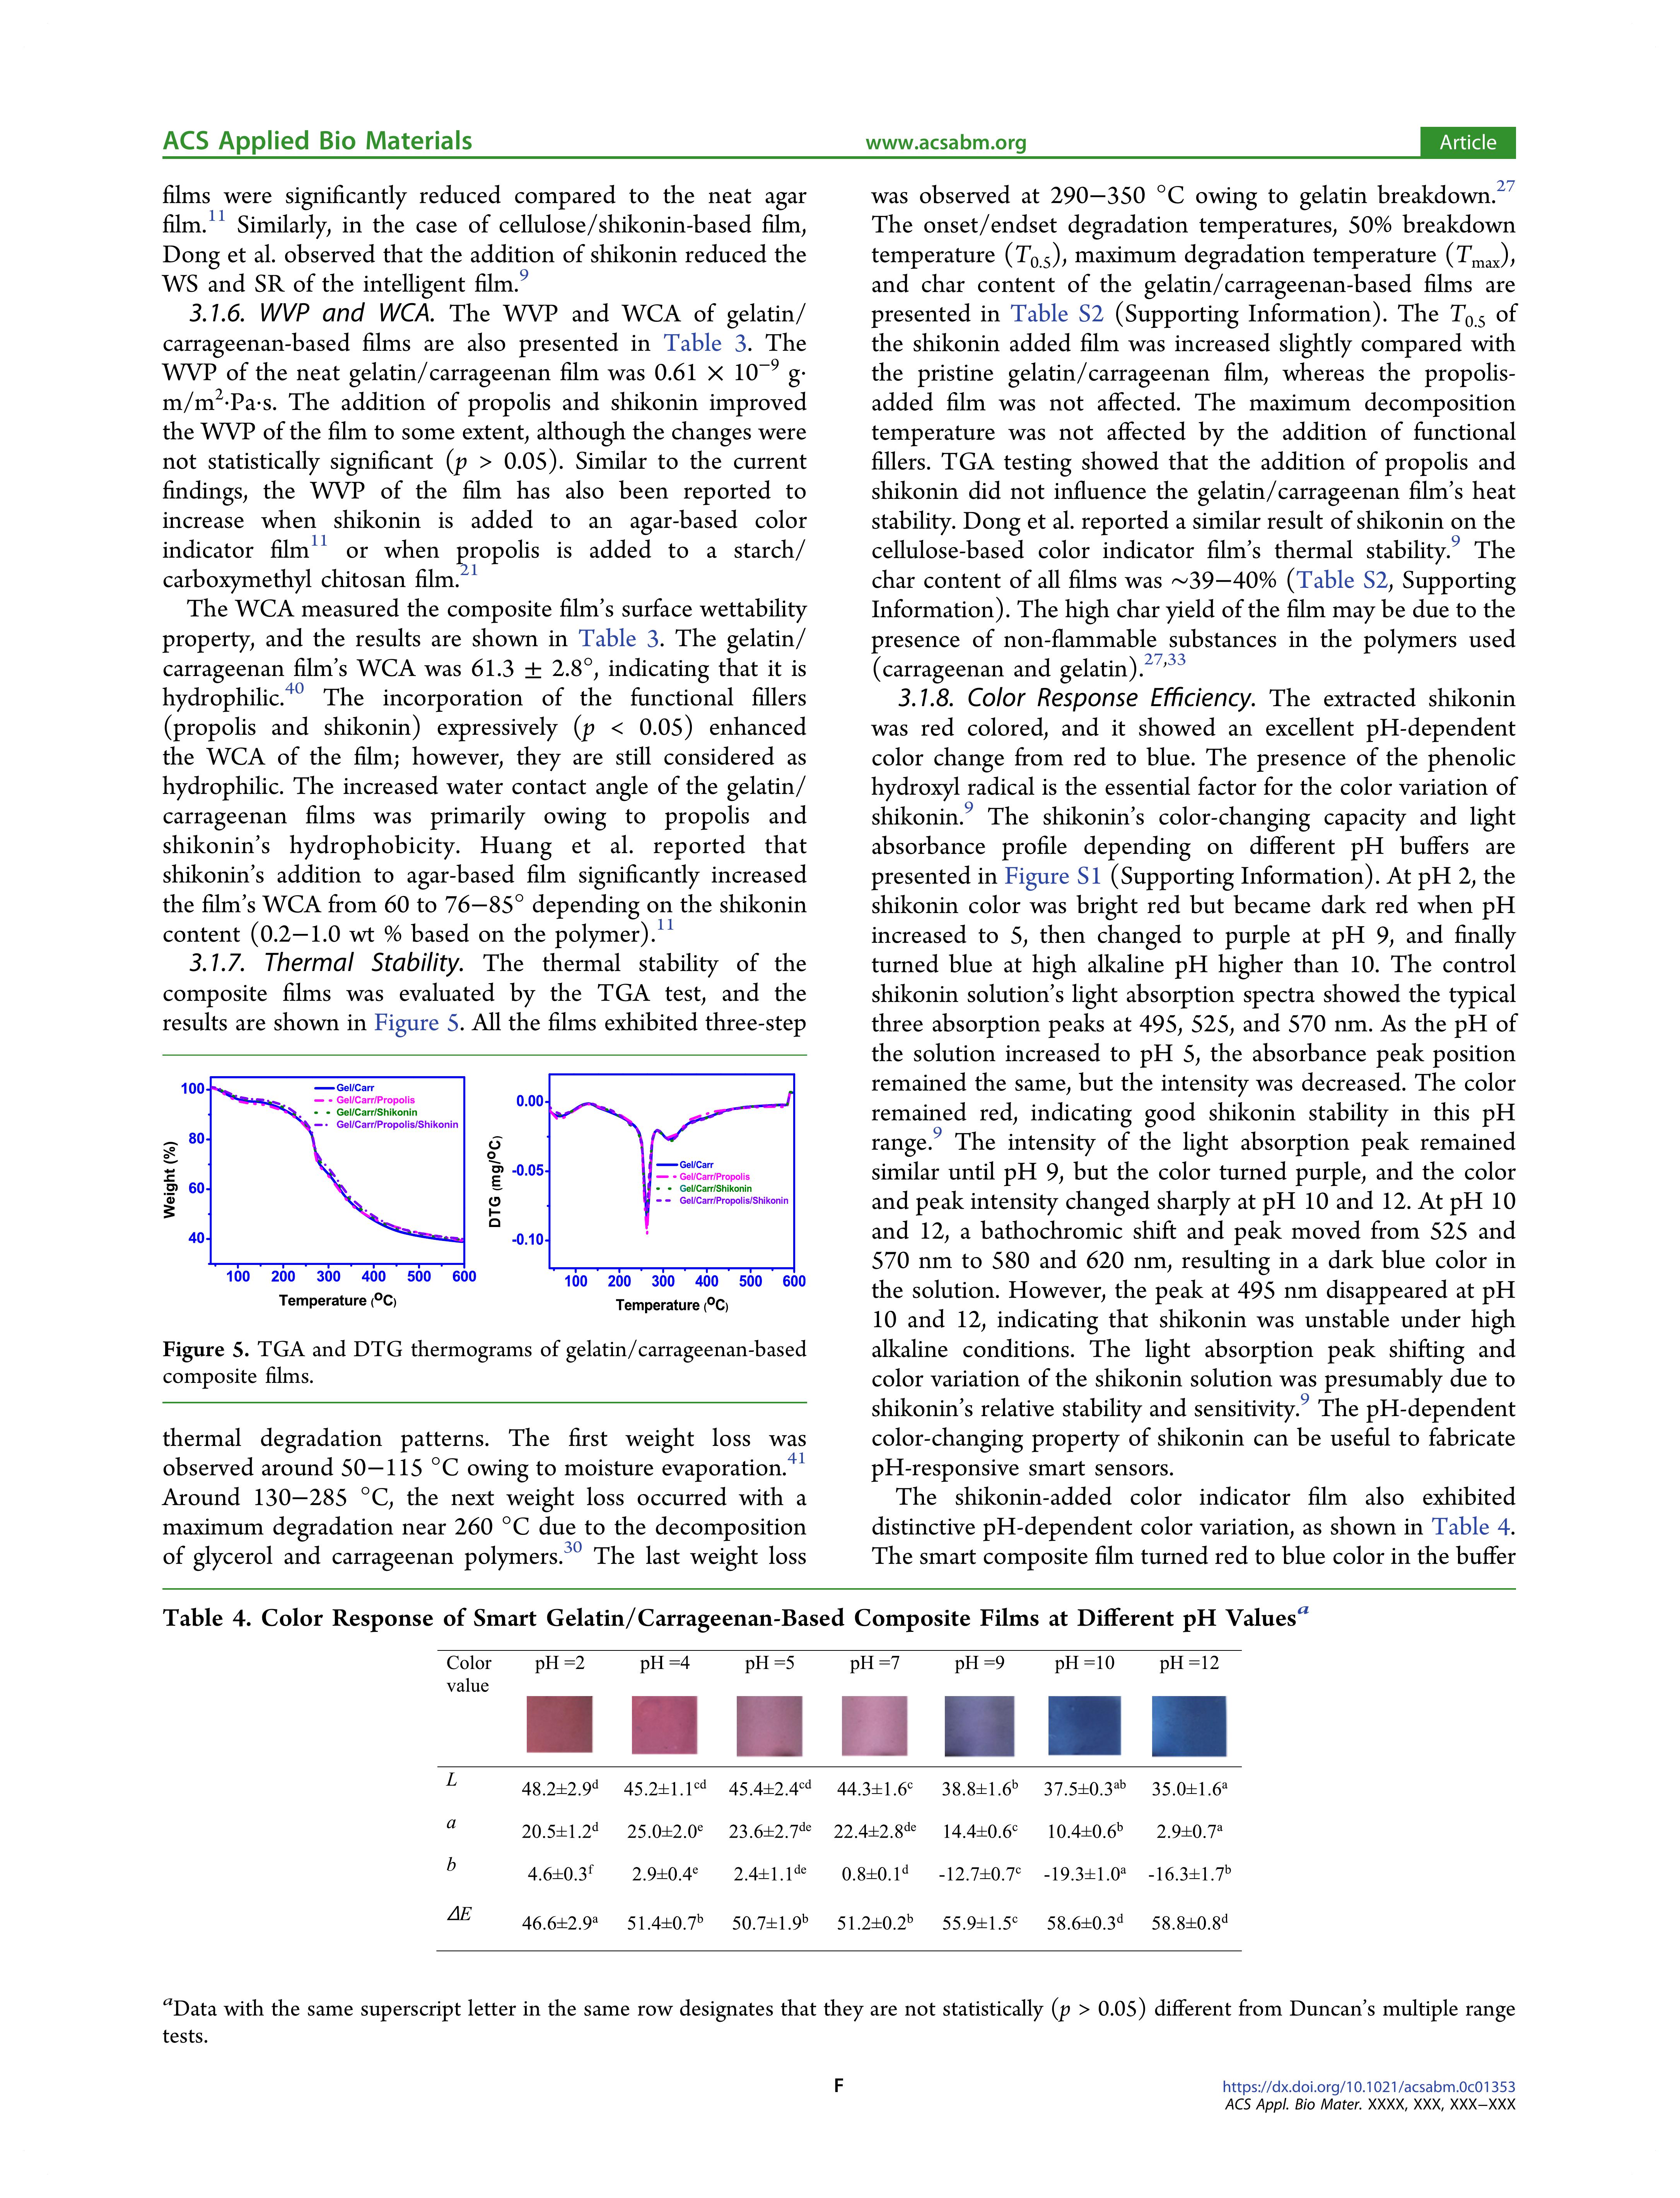 ACS Applied Bio Materials
www.acsabm.org
Article
films were significantly reduced compared to the neat agar
film.11 Similarly, in the case of cellulose/shikonin-based film,
Dong et al. observed that the addition of shikonin reduced the
WS and SR of the intelligent film.9
3.1.6. WVP and WCA. The WVP and WCA of gelatin/
carrageenan-based films are also presented in Table 3. The
WVP of the neat gelatin/carrageenan film was 0.61 × 10−9 g·
m/m2·Pa·s. The addition of propolis and shikonin improved
the WVP of the film to some extent, although the changes were
not statistically significant (p > 0.05). Similar to the current
findings, the WVP of the film has also been reported to
increase when shikonin is added to an agar-based color
indicator film11 or when propolis is added to a starch/
carboxymethyl chitosan film.21
The WCA measured the composite film's surface wettability
property, and the results are shown in Table 3. The gelatin/
carrageenan film's WCA was 61.3 ± 2.8°, indicating that it is
hydrophilic.40 The incorporation of the functional fillers
(propolis and shikonin) expressively (p < 0.05) enhanced
the WCA of the film; however, they are still considered as
hydrophilic. The increased water contact angle of the gelatin/
carrageenan films was primarily owing to propolis and
shikonin's hydrophobicity. Huang et al. reported that
shikonin's addition to agar-based film significantly increased
the film's WCA from 60 to 76−85° depending on the shikonin
content (0.2−1.0 wt % based on the polymer).11
3.1.7. Thermal Stability. The thermal stability of the
composite films was evaluated by the TGA test, and the
results are shown in Figure 5. All the films exhibited three-step
Weight (%)
100
80
60
40
Gel/Carr
Gel/Carr/Propolis
Gel/Carr/Shikonin
Gel/Carr/Propolis/Shikonin
100 200 300 400 500 600
Temperature (oC)
DTG (mg/oC)
0.00
-0.05
-0.10
Gel/Carr
Gel/Carr/Propolis
Gel/Carr/Shikonin
Gel/Carr/Propolis/Shikonin
100 200 300 400 500 600
Temperature (oC)
Figure 5. TGA and DTG thermograms of gelatin/carrageenan-based
composite films.
thermal degradation patterns. The first weight loss was
observed around 50−115 °C owing to moisture evaporation.41
Around 130−285 °C, the next weight loss occurred with a
maximum degradation near 260 °C due to the decomposition
of glycerol and carrageenan polymers.30 The last weight loss
was observed at 290−350 °C owing to gelatin breakdown.27
The onset/endset degradation temperatures, 50% breakdown
temperature (T0.5), maximum degradation temperature (Tmax),
and char content of the gelatin/carrageenan-based films are
presented in Table S2 (Supporting Information). The T0.5 of
the shikonin added film was increased slightly compared with
the pristine gelatin/carrageenan film, whereas the propolis-
added film was not affected. The maximum decomposition
temperature was not affected by the addition of functional
fillers. TGA testing showed that the addition of propolis and
shikonin did not influence the gelatin/carrageenan film's heat
stability. Dong et al. reported a similar result of shikonin on the
cellulose-based color indicator film's thermal stability.9 The
char content of all films was ~39−40% (Table S2, Supporting
Information). The high char yield of the film may be due to the
presence of non-flammable substances in the polymers used
(carrageenan and gelatin).27,33
3.1.8. Color Response Efficiency. The extracted shikonin
was red colored, and it showed an excellent pH-dependent
color change from red to blue. The presence of the phenolic
hydroxyl radical is the essential factor for the color variation of
shikonin.9 The shikonin's color-changing capacity and light
absorbance profile depending on different pH buffers are
presented in Figure S1 (Supporting Information). At pH 2, the
shikonin color was bright red but became dark red when pH
increased to 5, then changed to purple at pH 9, and finally
turned blue at high alkaline pH higher than 10. The control
shikonin solution's light absorption spectra showed the typical
three absorption peaks at 495, 525, and 570 nm. As the pH of
the solution increased to pH 5, the absorbance peak position
remained the same, but the intensity was decreased. The color
remained red, indicating good shikonin stability in this pH
range.9 The intensity of the light absorption peak remained
similar until pH 9, but the color turned purple, and the color
and peak intensity changed sharply at pH 10 and 12. At pH 10
and 12, a bathochromic shift and peak moved from 525 and
570 nm to 580 and 620 nm, resulting in a dark blue color in
the solution. However, the peak at 495 nm disappeared at pH
10 and 12, indicating that shikonin was unstable under high
alkaline conditions. The light absorption peak shifting and
color variation of the shikonin solution was presumably due to
shikonin's relative stability and sensitivity.9 The pH-dependent
color-changing property of shikonin can be useful to fabricate
pH-responsive smart sensors.
The shikonin-added color indicator film also exhibited
distinctive pH-dependent color variation, as shown in Table 4.
The smart composite film turned red to blue color in the buffer
Table 4. Color Response of Smart Gelatin/Carrageenan-Based Composite Films at Different pH Valuesa
Color value pH =2 pH =4 pH =5 pH =7 pH =9 pH =10 pH =12
L 48.2±2.9d 45.2±1.1cd 45.4±2.4cd 44.3±1.6c 38.8±1.6b 37.5±0.3ab 35.0±1.6a
a 20.5±1.2d 25.0±2.0e 23.6±2.7de 22.4±2.8de 14.4±0.6c 10.4±0.6b 2.9±0.7a
b 4.6±0.3f 2.9±0.4e 2.4±1.1de 0.8±0.1d -12.7±0.7c -19.3±1.0a -16.3±1.7b
ΔE 46.6±2.9a 51.4±0.7b 50.7±1.9b 51.2±0.2b 55.9±1.5c 58.6±0.3d 58.8±0.8d
aData with the same superscript letter in the same row designates that they are not statistically (p > 0.05) different from Duncan's multiple range
tests.
F
https://dx.doi.org/10.1021/acsabm.0c01353
ACS Appl. Bio Mater. XXXX, XXX, XXX−XXX